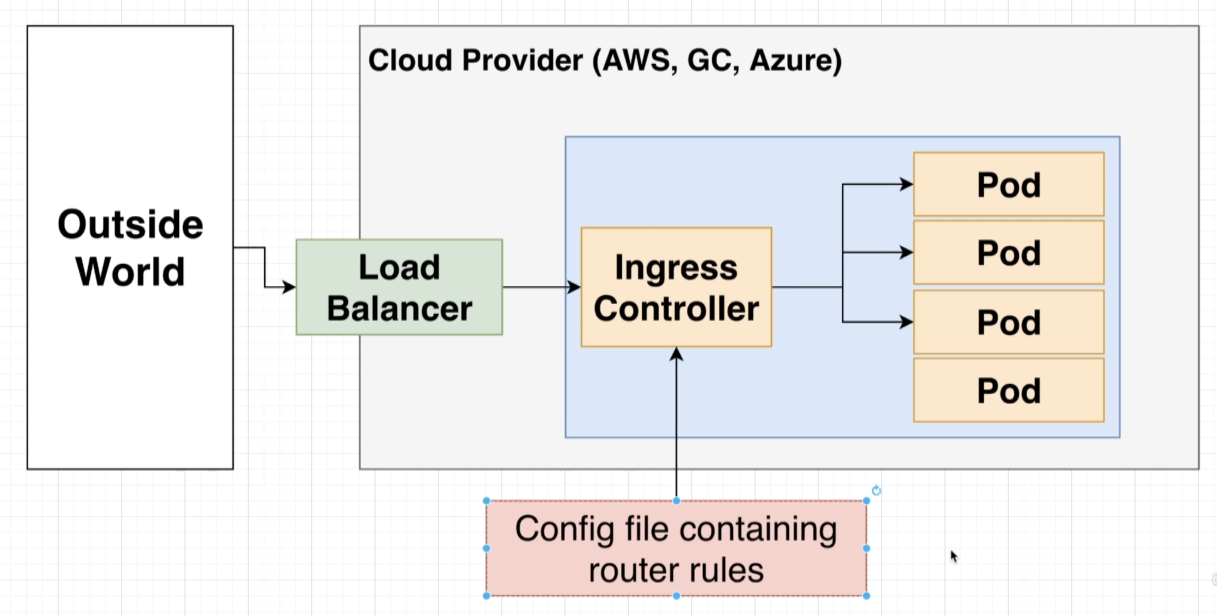 Cloud Provider (AWS, GC, Azure)
Outside
World
Load
Balancer
Ingress
Controller
Pod
Pod
Pod
Pod
Config file containing
router rules